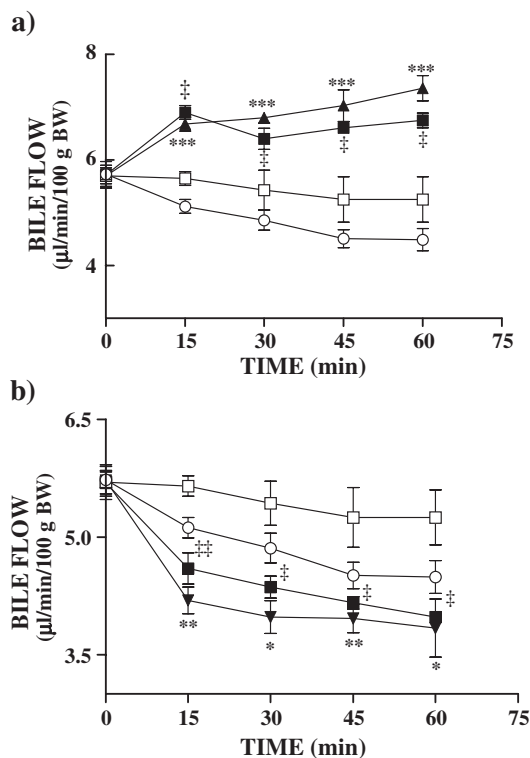 a)
BILE FLOW
(µl/min/100 g BW)
8
6
4
‡
***
***
***
***
‡
‡
‡
0 15 30 45 60 75
TIME (min)
b)
BILE FLOW
(µl/min/100 g BW)
6.5
5.0
3.5
‡‡
‡
‡
‡
**
*
**
*
0 15 30 45 60 75
TIME (min)